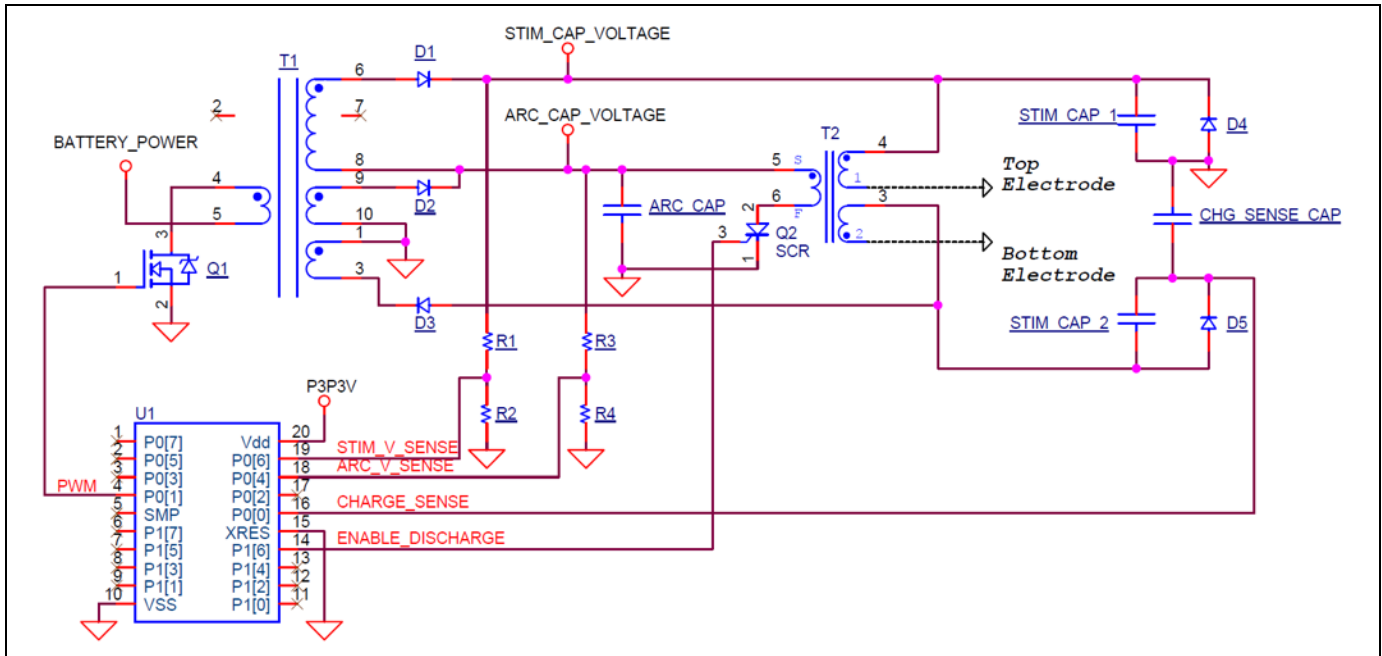 STIM_CAP_VOLTAGE
T1
6
D1
2
7
ARC_CAP_VOLTAGE
STIM_CAP_1
D4
BATTERY_POWER
T2
4
8
5
S
4
9
1
Top
Electrode
5
D2
ARC_CAP
2
6
F
3
CHG_SENSE_CAP
10
3
1
3
Q2
SCR
2
1
Q1
1
Bottom
Electrode
2
3
D3
STIM_CAP_2
D5
R1
R3
P3P3V
U1
R2
R4
1
P0[7]
Vdd
20
2
P0[5]
P0[6]
19
STIM_V_SENSE
3
P0[3]
P0[4]
18
ARC_V_SENSE
PWM
4
P0[1]
P0[2]
17
5
SMP
P0[0]
16
CHARGE_SENSE
6
P1[7]
XRES
15
7
P1[5]
P1[6]
14
ENABLE_DISCHARGE
8
P1[3]
P1[4]
13
9
P1[1]
P1[2]
12
10
VSS
P1[0]
11